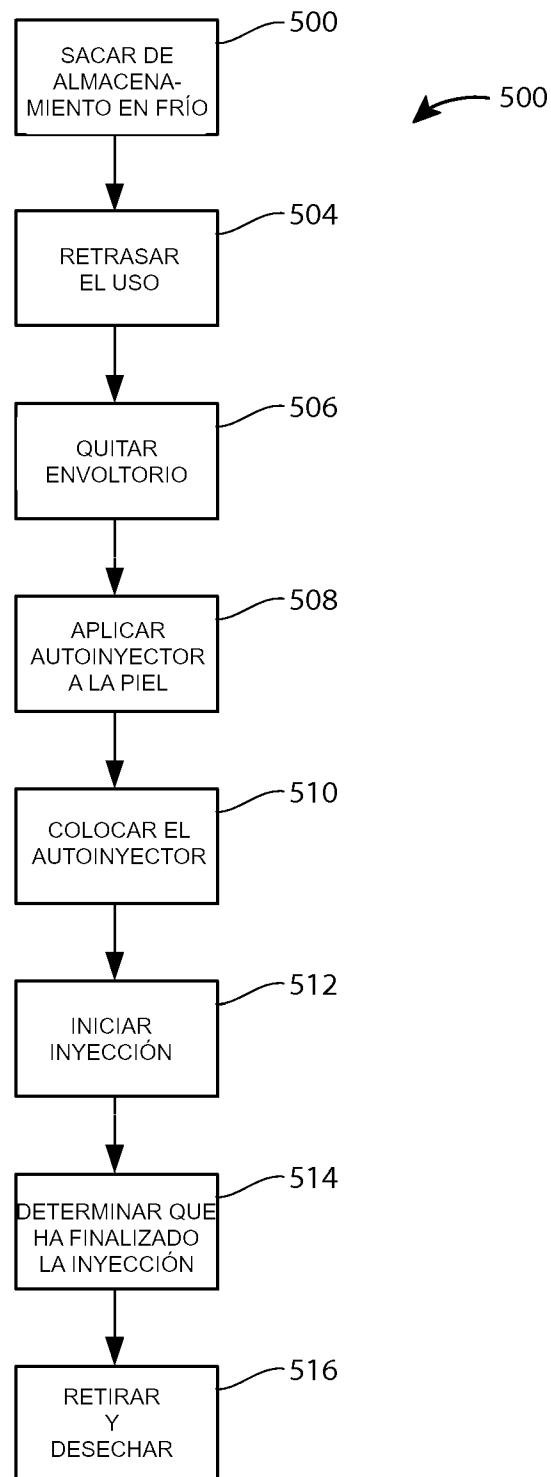 500
SACAR DE
ALMACENA-
MIENTO EN FRÍO
500
504
RETRASAR
EL USO
506
QUITAR
ENVOLTORIO
508
APLICAR
AUTOINYECTOR
A LA PIEL
510
COLOCAR EL
AUTOINYECTOR
512
INICIAR
INYECCIÓN
514
DETERMINAR QUE
HA FINALIZADO
LA INYECCIÓN
516
RETIRAR
Y
DESECHAR